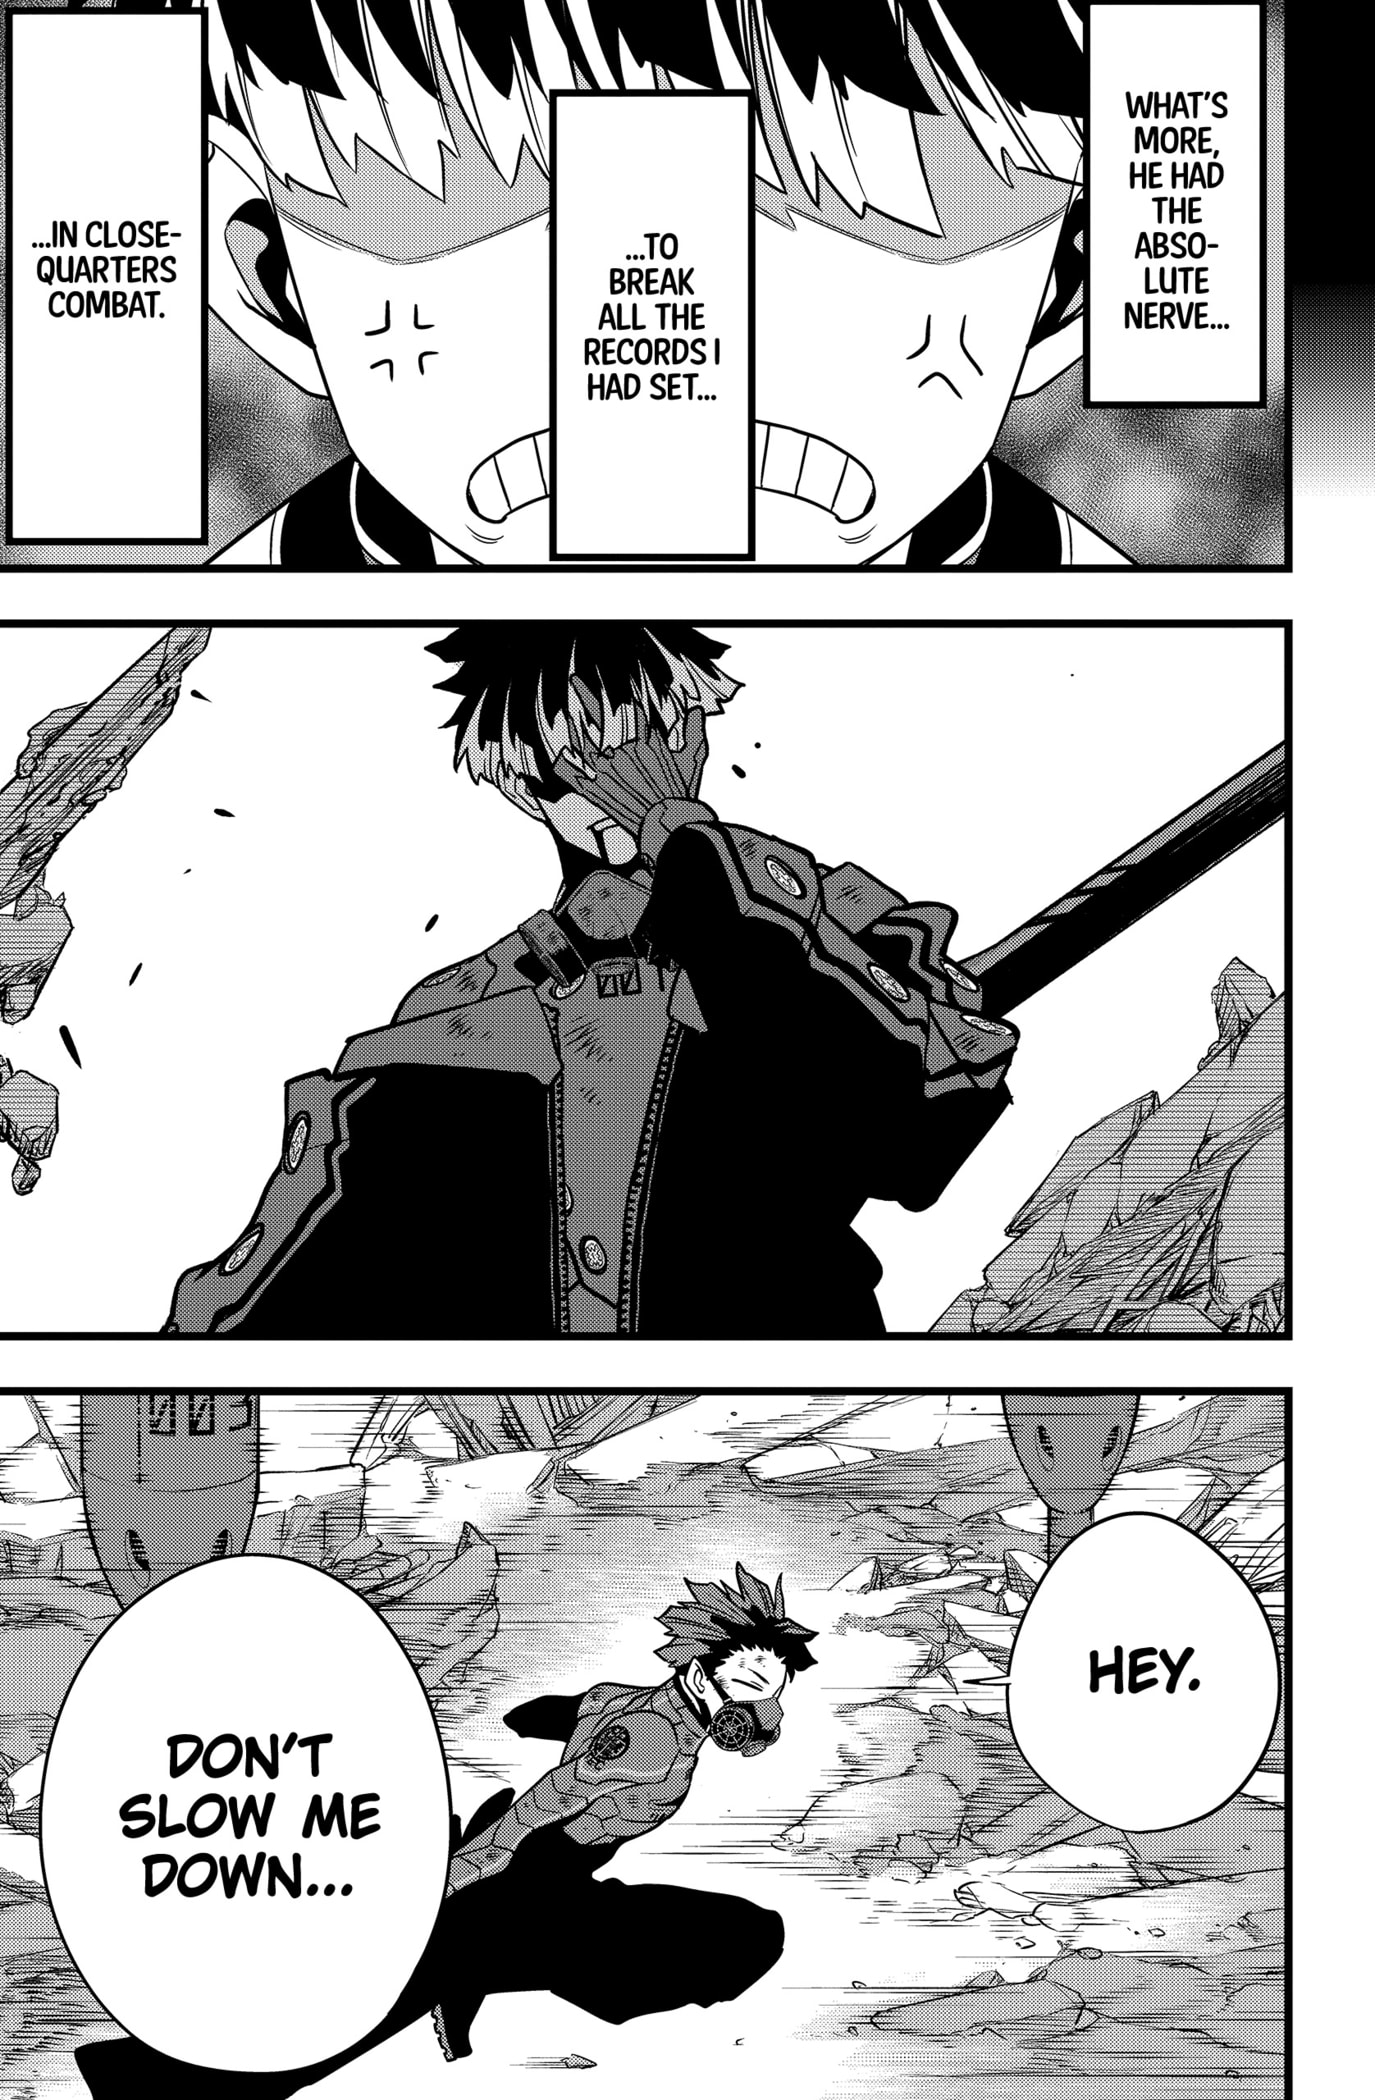 WHAT'S
MORE,
HE HAD
THE
ABSO-
LUTE
NERVE...
...TO
BREAK
ALL THE
RECORDS I
HAD SET...
...IN CLOSE-
QUARTERS
COMBAT.
HEY.
DON'T
SLOW ME
DOWN...